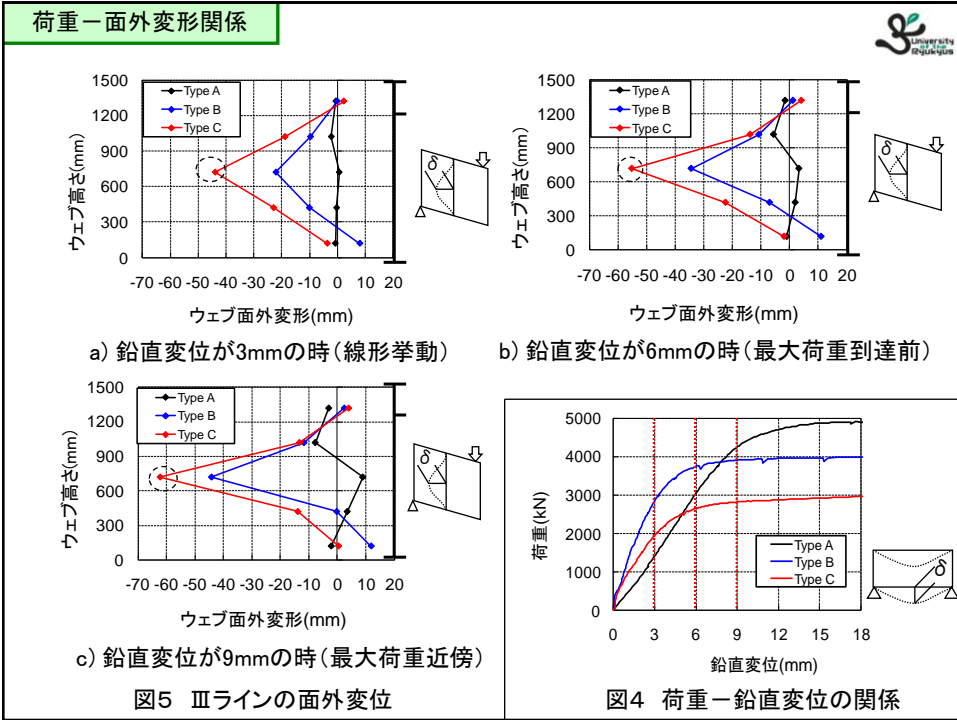 荷重－面外変形関係
University
of the
Ryukyus
1500
1200
900
600
300
0
ウェブ高さ(mm)
Type A
Type B
Type C
δ
-70 -60 -50 -40 -30 -20 -10 0 10 20
ウェブ面外変形(mm)
a) 鉛直変位が3mmの時(線形挙動)
1500
1200
900
600
300
0
ウェブ高さ(mm)
Type A
Type B
Type C
δ
-70 -60 -50 -40 -30 -20 -10 0 10 20
ウェブ面外変形(mm)
b) 鉛直変位が6mmの時(最大荷重到達前)
1500
1200
900
600
300
0
ウェブ高さ(mm)
Type A
Type B
Type C
δ
-70 -60 -50 -40 -30 -20 -10 0 10 20
ウェブ面外変形(mm)
c) 鉛直変位が9mmの時(最大荷重近傍)
図5 Ⅲラインの面外変位
5000
4000
3000
2000
1000
0
荷重(kN)
Type A
Type B
Type C
δ
0 3 6 9 12 15 18
鉛直変位(mm)
図4 荷重－鉛直変位の関係